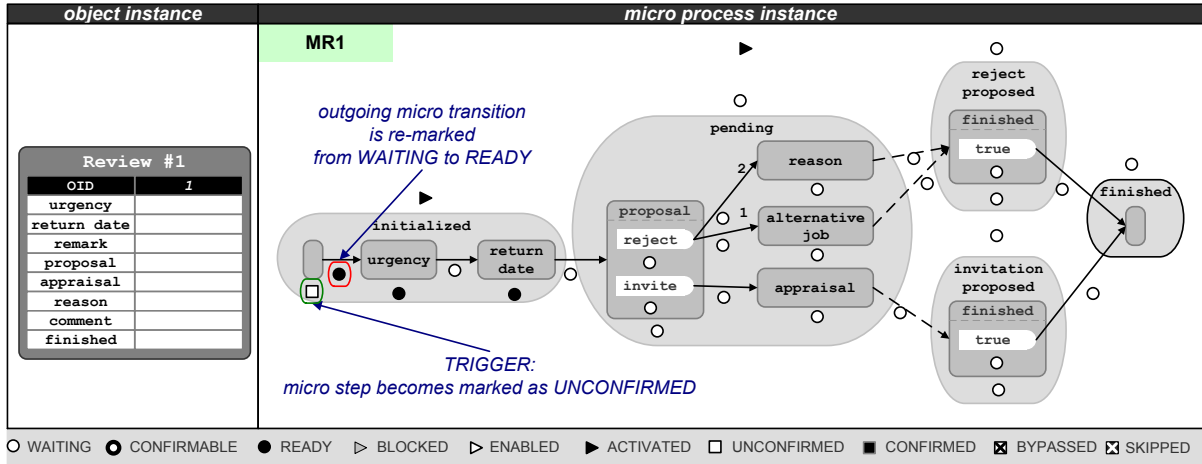 object instance
micro process instance
Review #1
OID 1
urgency
return date
remark
proposal
appraisal
reason
comment
finished
MR1
outgoing micro transition
is re-marked
from WAITING to READY
initialized
urgency
return
date
TRIGGER:
micro step becomes marked as UNCONFIRMED
pending
proposal
reject
invite
2
1
reason
alternative
job
appraisal
reject
proposed
finished
true
invitation
proposed
finished
true
finished
WAITING CONFIRMABLE READY BLOCKED ENABLED ACTIVATED UNCONFIRMED CONFIRMED BYPASSED SKIPPED